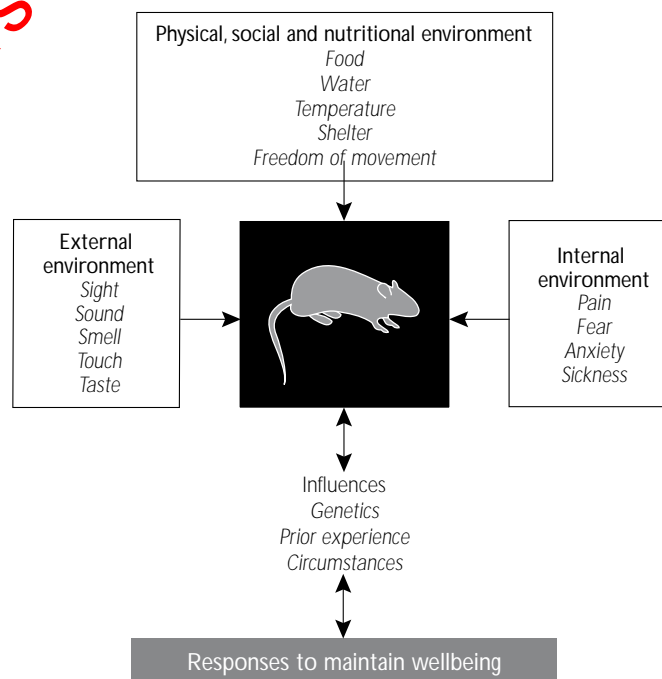 S
Physical, social and nutritional environment
Food
Water
Temperature
Shelter
Freedom of movement
External
environment
Sight
Sound
Smell
Touch
Taste
Internal
environment
Pain
Fear
Anxiety
Sickness
Influences
Genetics
Prior experience
Circumstances
Responses to maintain wellbeing